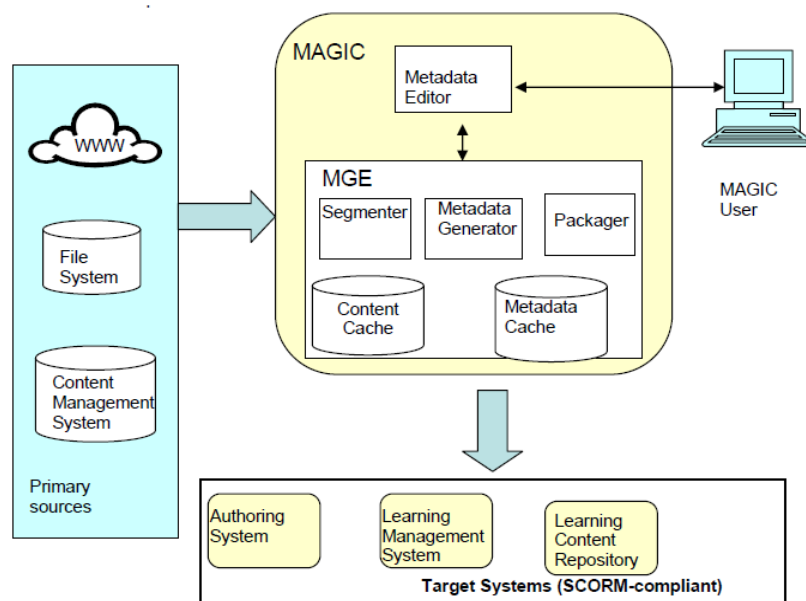 WWW
File
System
Content
Management
System
Primary
sources
MAGIC
Metadata
Editor
MGE
Segmenter
Metadata
Generator
Packager
Content
Cache
Metadata
Cache
MAGIC
User
Authoring
System
Learning
Management
System
Learning
Content
Repository
Target Systems (SCORM-compliant)